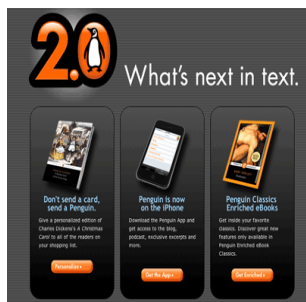 2.0
What's next in text.
Don't send a card,
send a Penguin.
Give a personalized edition of
Charles Dickens's A Christmas
Carol to all of the readers on
your shopping list.
Personalize
Penguin is now
on the iPhone
Download the Penguin App and
get access to the blog,
podcast, exclusive excerpts and
more.
Get the App
Penguin Classics
Enriched eBooks
Get inside your favorite
classics. Discover great new
features only available in
Penguin Enriched eBook
Classics.
Get Enriched